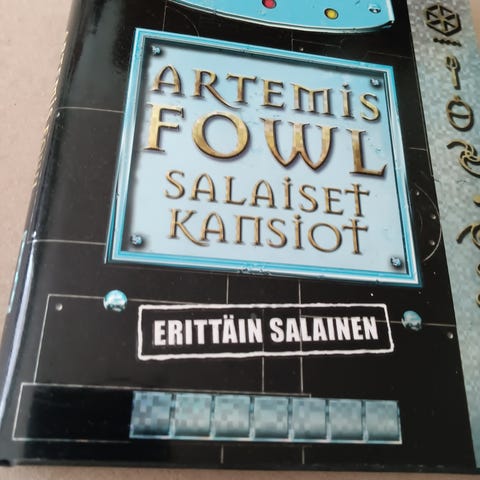 ARTEMIS
FOWL
SALAISET
KANSIOT
ERITTÄIN SALAINEN